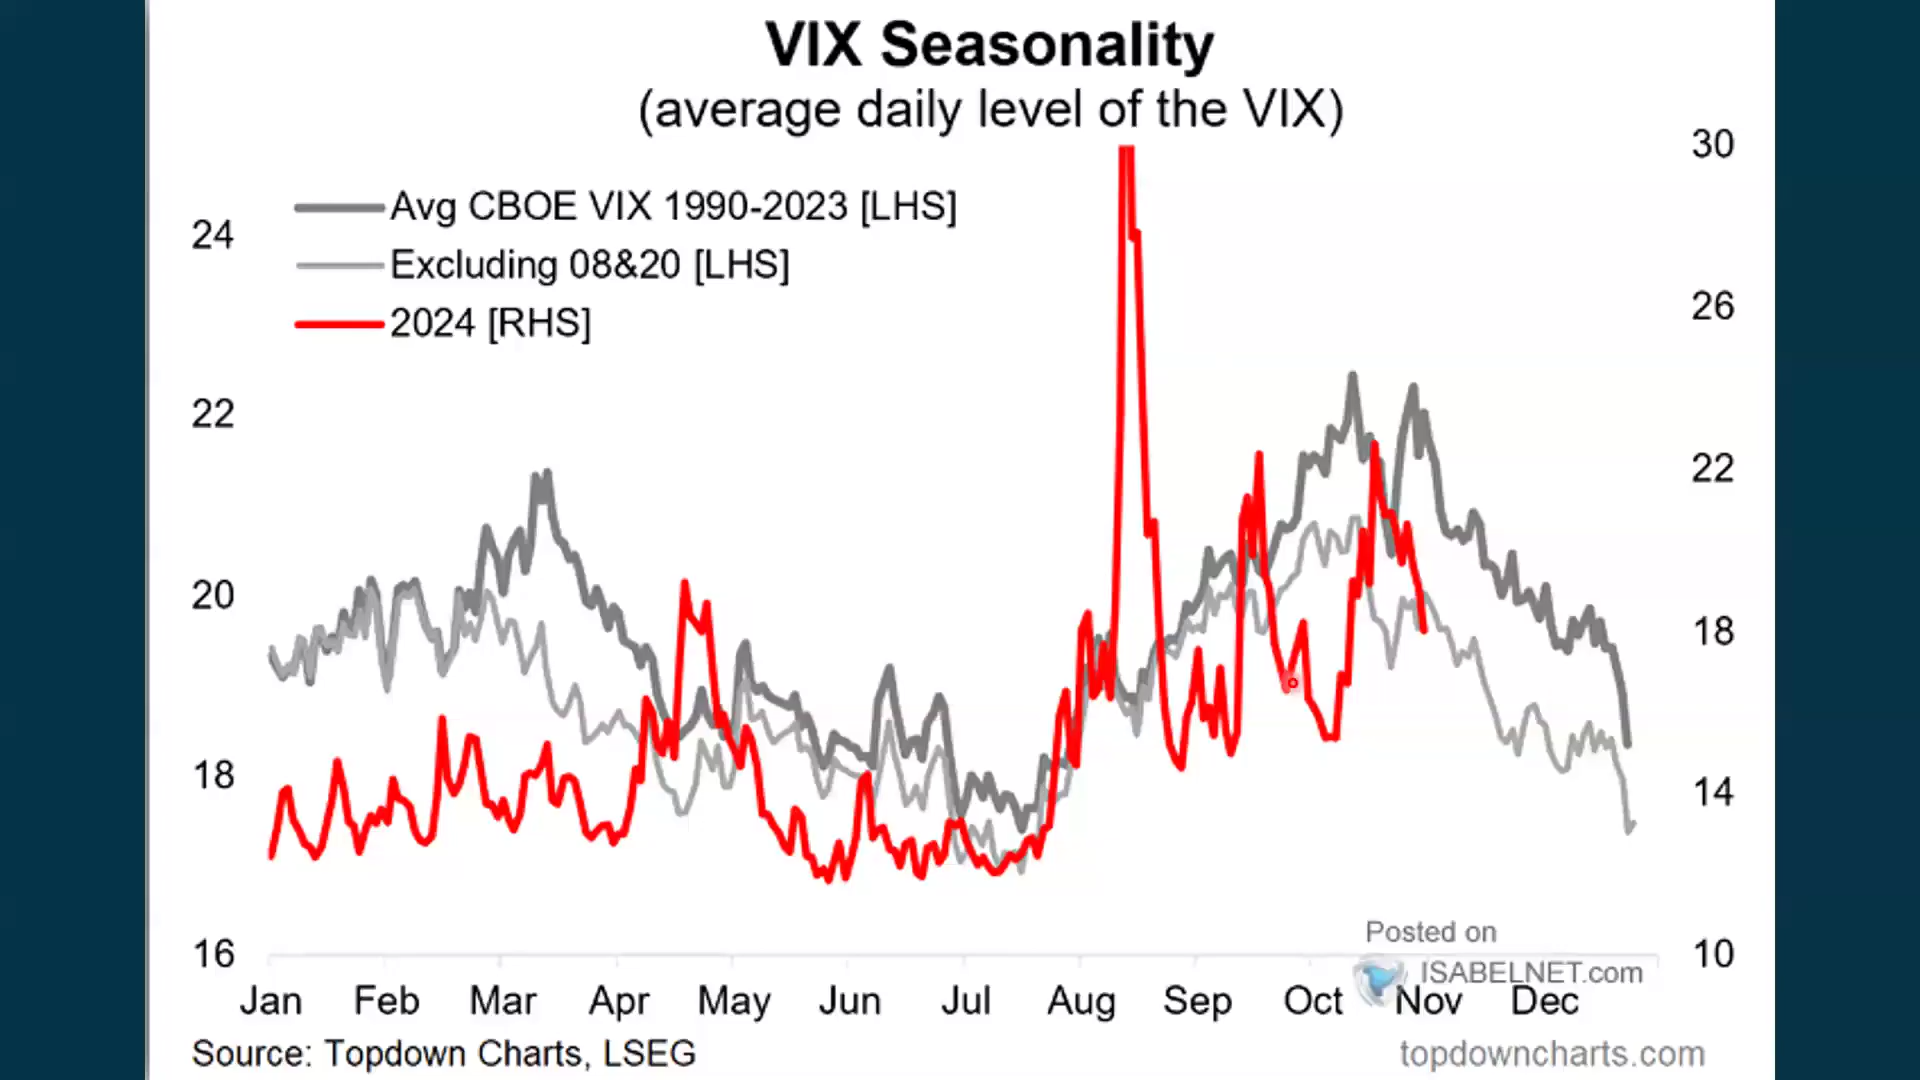 VIX Seasonality
(average daily level of the VIX)
30
Avg CBOE VIX 1990-2023 [LHS]
24
Excluding 08&20 [LHS]
26
2024 [RHS]
22
22
20
18
18
14
Posted on
16
10
ISABELNET.com
Jan Feb Mar Apr May Jun Jul Aug Sep Oct Nov Dec
Source: Topdown Charts, LSEG
topdowncharts.com